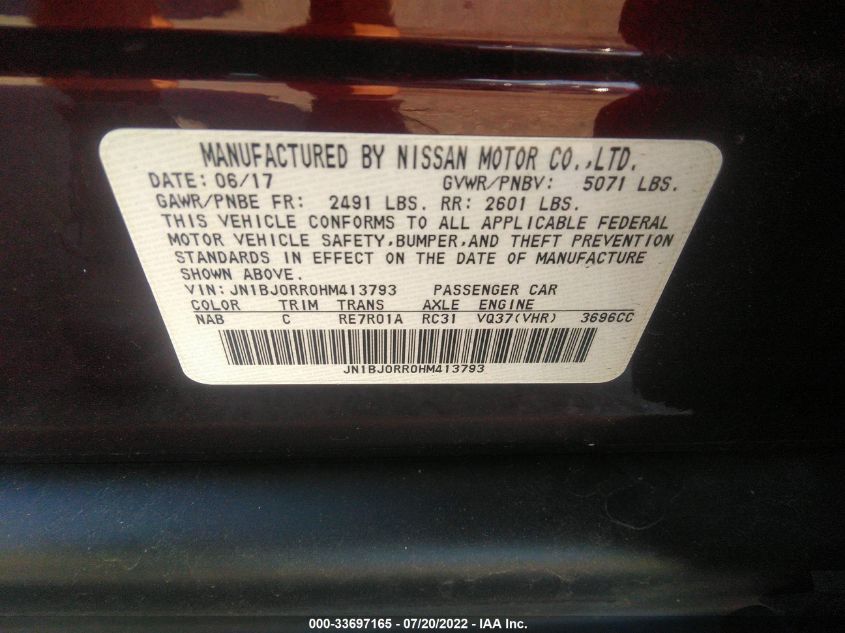 MANUFACTURED BY NISSAN MOTOR CO.,LTD.
DATE: 06/17 GVWR/PNBV: 5071 LBS.
GAWR/PNBE FR: 2491 LBS. RR: 2601 LBS.
THIS VEHICLE CONFORMS TO ALL APPLICABLE FEDERAL
MOTOR VEHICLE SAFETY,BUMPER,AND THEFT PREVENTION
STANDARDS IN EFFECT ON THE DATE OF MANUFACTURE
SHOWN ABOVE.
VIN: JN1BJ0RR0HM413793 PASSENGER CAR
COLOR TRIM TRANS AXLE ENGINE
NAB C RE7R01A RC31 VQ37(VHR) 3696CC
JN1BJ0RR0HM413793
000-33697165 - 07/20/2022 - IAA Inc.